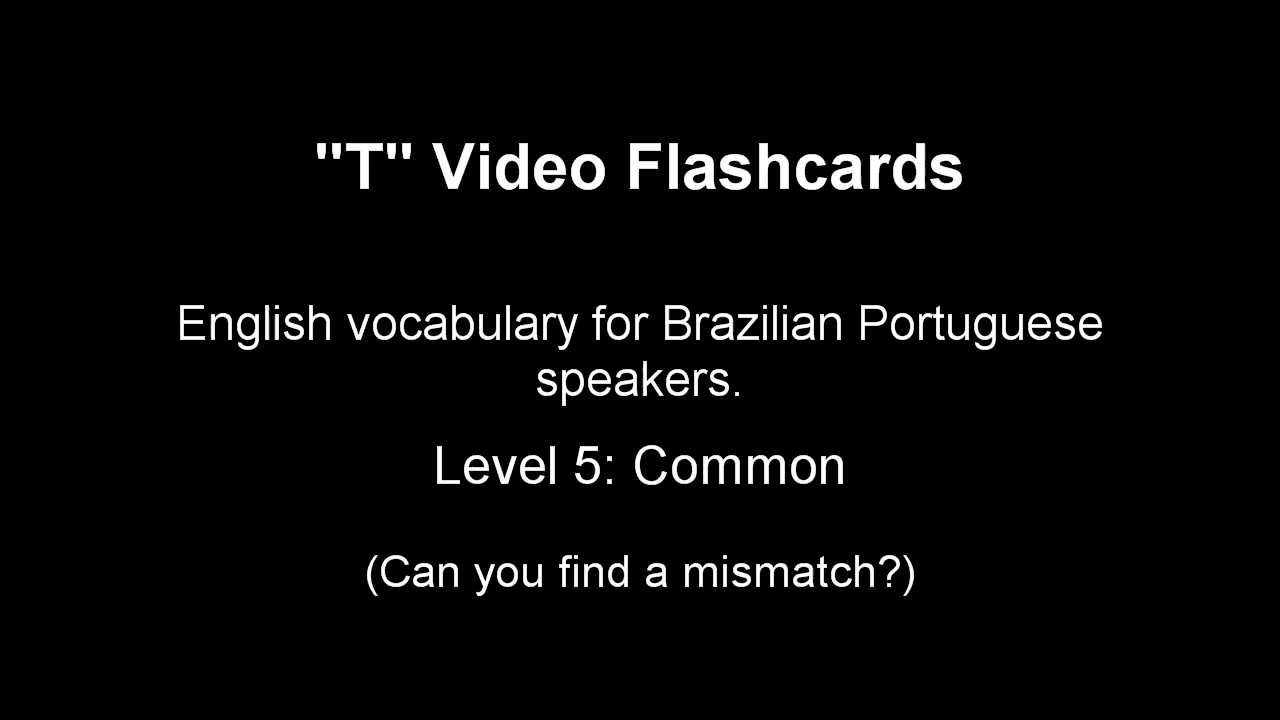 "T" Video Flashcards
English vocabulary for Brazilian Portuguese
speakers.
Level 5: Common
(Can you find a mismatch?)